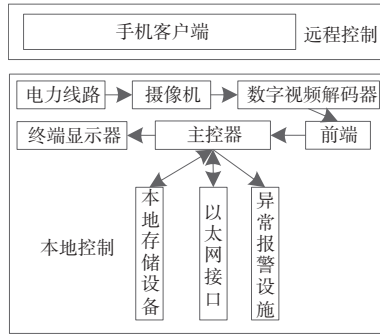 手机客户端
远程控制
电力线路
摄像机
数字视频解码器
终端显示器
主控器
前端
本地控制
本地存储设备
以太网接口
异常报警设施